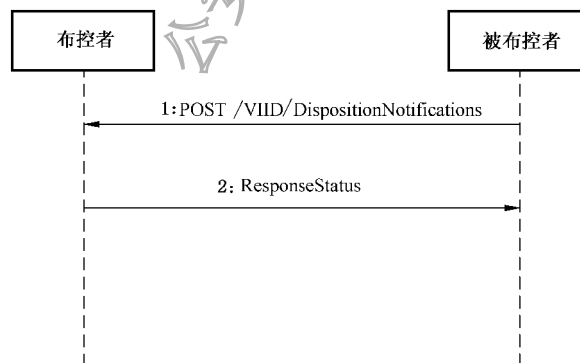 布控者
被布控者
1:POST /VIID/DispositionNotifications
2: ResponseStatus